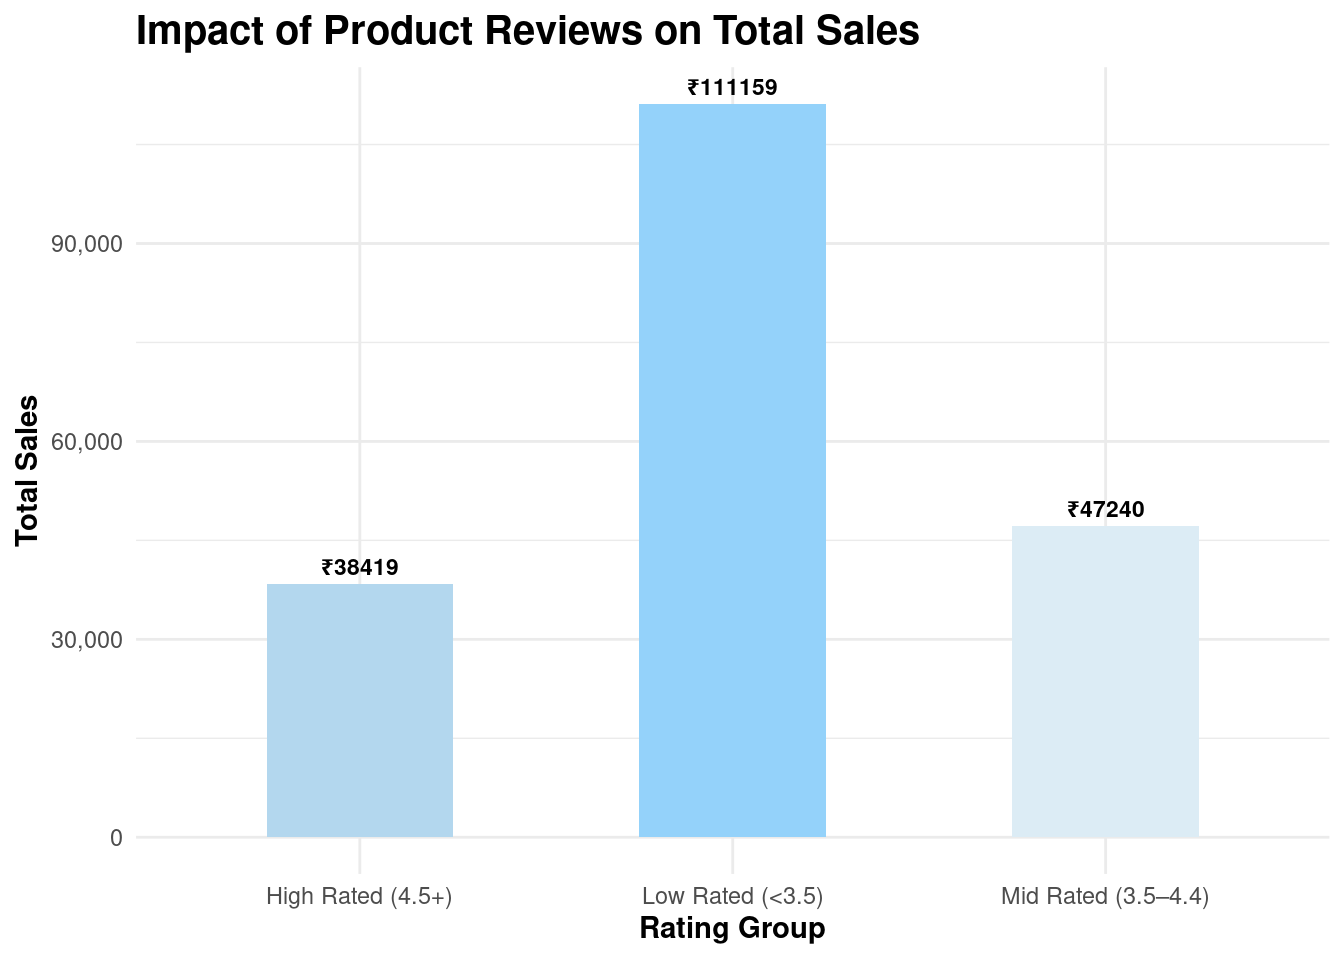 Impact of Product Reviews on Total Sales
Total Sales
90,000
60,000
30,000
0
₹38419
₹111159
₹47240
High Rated (4.5+)
Low Rated (<3.5)
Mid Rated (3.5–4.4)
Rating Group